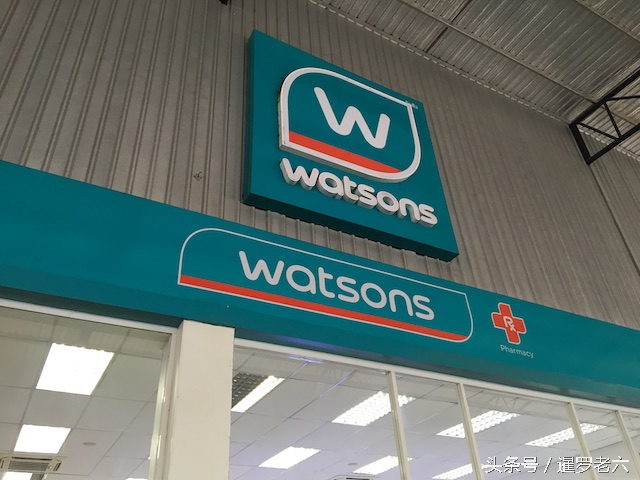 W
watsons
watsons
Rx
Pharmacy
头条号 / 暹罗老六